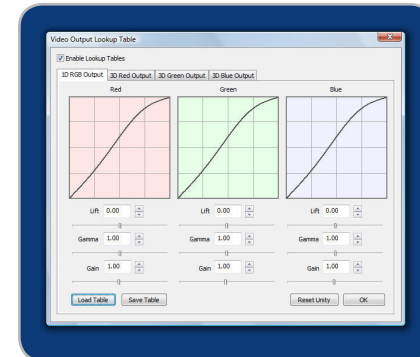 Video Output Lookup Table
Enable Lookup Tables
1D RGB Output 3D Red Output 3D Green Output 3D Blue Output
Red Green Blue
Lift 0.00 Lift 0.00 Lift 0.00
Gamma 1.00 Gamma 1.00 Gamma 1.00
Gain 1.00 Gain 1.00 Gain 1.00
Load Table Save Table Reset Unity OK